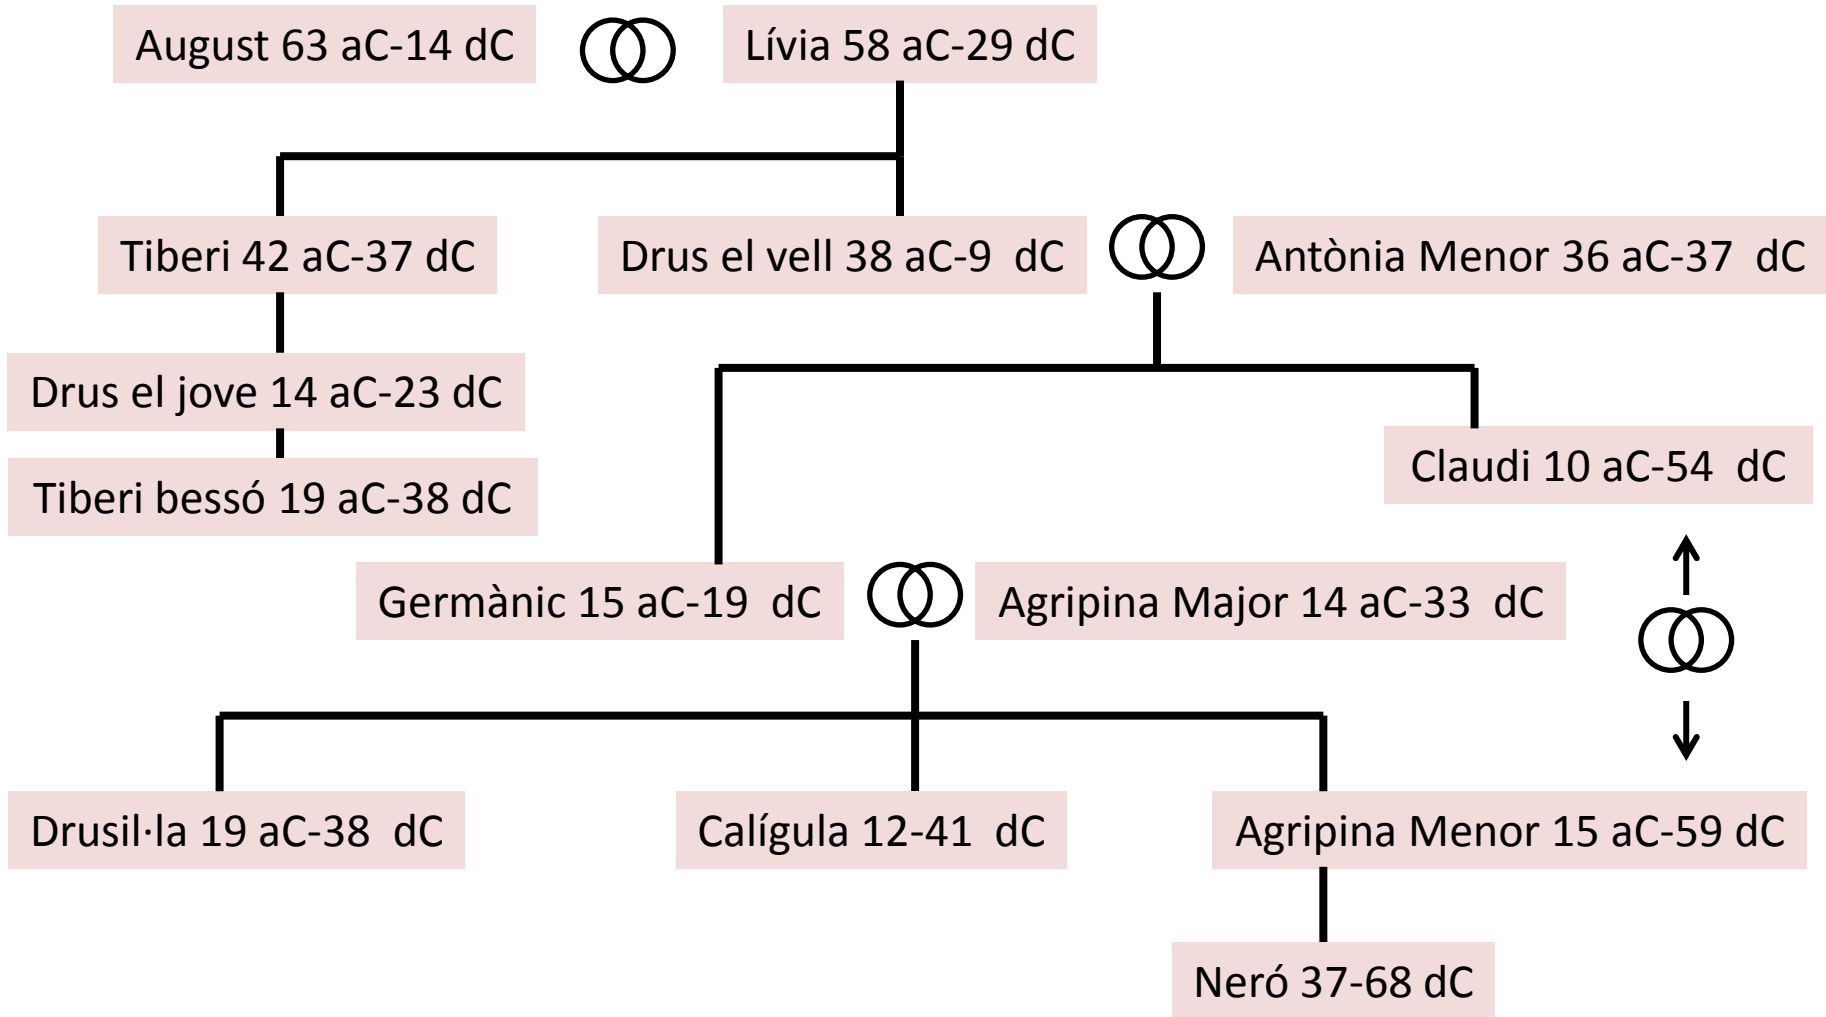 August 63 aC-14 dC
Lívia 58 aC-29 dC
Tiberi 42 aC-37 dC
Drus el vell 38 aC-9 dC
Antònia Menor 36 aC-37 dC
Drus el jove 14 aC-23 dC
Claudi 10 aC-54 dC
Tiberi bessó 19 aC-38 dC
Germànic 15 aC-19 dC
Agripina Major 14 aC-33 dC
Drusil·la 19 aC-38 dC
Calígula 12-41 dC
Agripina Menor 15 aC-59 dC
Neró 37-68 dC